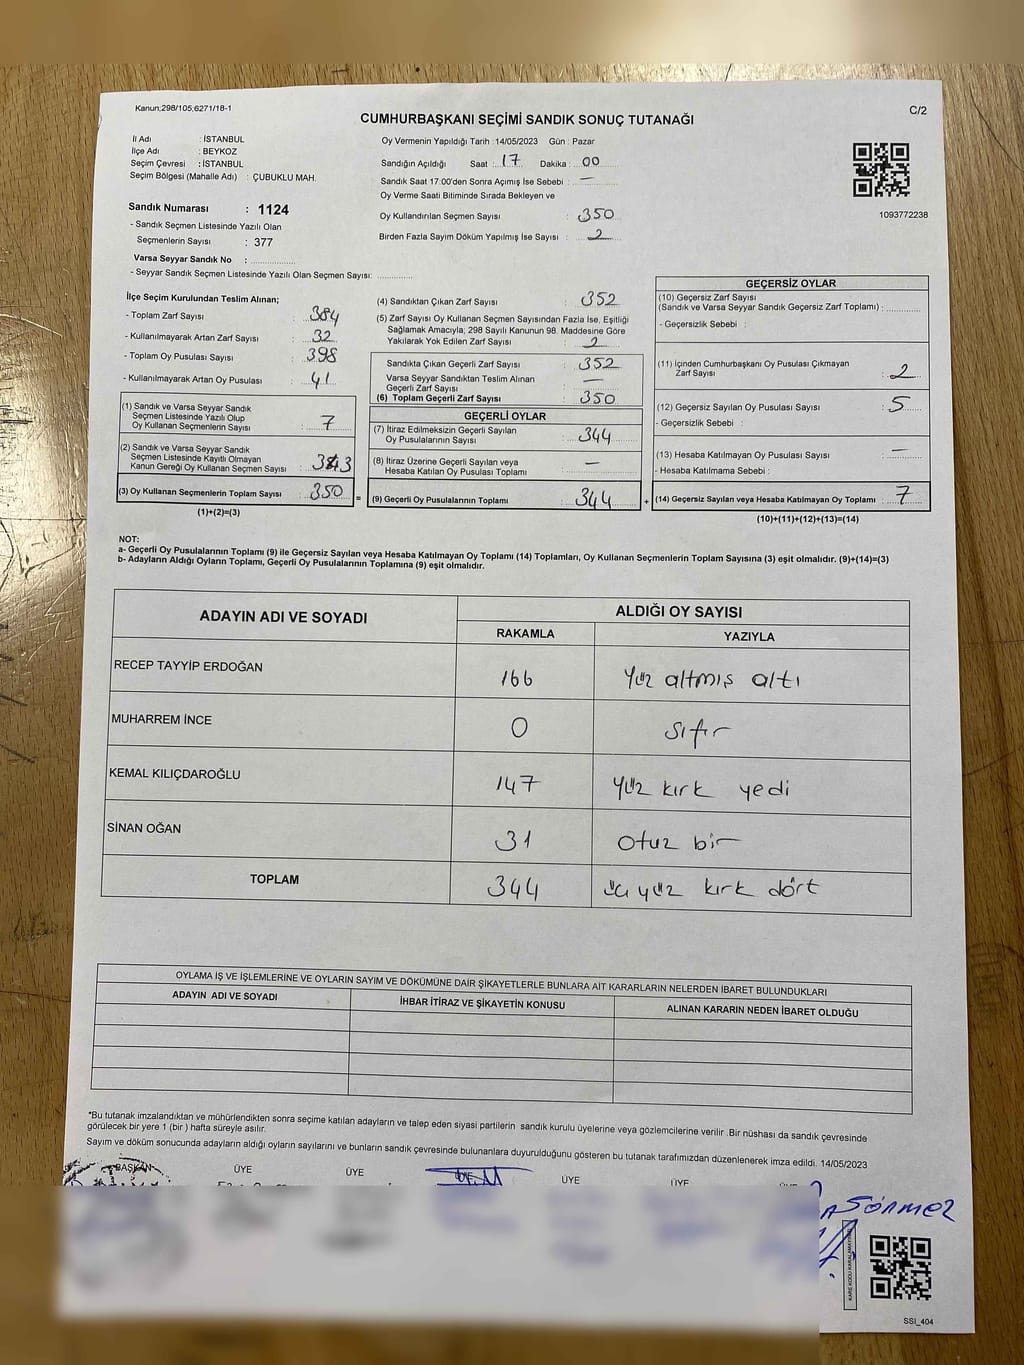 Kanun:298/105,6271/18-1
C/2
CUMHURBAŞKANI SEÇİMİ SANDIK SONUÇ TUTANAĞI
İl Adı : İSTANBUL
İlçe Adı : BEYKOZ
Seçim Çevresi : İSTANBUL
Seçim Bölgesi (Mahalle Adı) : ÇUBUKLU MAH.
Sandık Numarası : 1124
- Sandık Seçmen Listesinde Yazılı Olan
Seçmenlerin Sayısı : 377
Varsa Seyyar Sandık No : ............
- Seyyar Sandık Seçmen Listesinde Yazılı Olan Seçmen Sayısı: ............
Oy Vermenin Yapıldığı Tarih :14/05/2023 Gün : Pazar
Sandığın Açıldığı Saat : 17 Dakika : 00
Sandık Saat 17:00'den Sonra Açımış İse Sebebi : —
Oy Verme Saati Bitiminde Sırada Bekleyen ve
Oy Kullandırılan Seçmen Sayısı : 350
Birden Fazla Sayim Döküm Yapılmış İse Sayısı : 2
1093772238
İlçe Seçim Kurulundan Teslim Alınan;
- Toplam Zarf Sayısı : 384
- Kullanılmayarak Artan Zarf Sayısı : 32
- Toplam Oy Pusulası Sayısı : 398
- Kullanılmayarak Artan Oy Pusulası : 41
(1) Sandık ve Varsa Seyyar Sandık
Seçmen Listesinde Yazılı Olup
Oy Kullanan Seçmenlerin Sayısı : 7
(2) Sandık ve Varsa Seyyar Sandık
Seçmen Listesinde Kayıtlı Olmayan
Kanun Gereği Oy Kullanan Seçmen Sayısı : 343
(3) Oy Kullanan Seçmenlerin Toplam Sayısı : 350
(1)+(2)=(3)
(4) Sandıktan Çıkan Zarf Sayısı : 352
(5) Zarf Sayısı Oy Kullanan Seçmen Sayısından Fazla İse, Eşitliği
Sağlamak Amacıyla; 298 Sayılı Kanunun 98. Maddesine Göre
Yakılarak Yok Edilen Zarf Sayısı : 2
Sandıkta Çıkan Geçerli Zarf Sayısı : 352
Varsa Seyyar Sandıktan Teslim Alınan
Geçerli Zarf Sayısı : —
(6) Toplam Geçerli Zarf Sayısı : 350
GEÇERLİ OYLAR
(7) İtiraz Edilmeksizin Geçerli Sayılan
Oy Pusulalarının Sayısı : 344
(8) İtiraz Üzerine Geçerli Sayılan veya
Hesaba Katılan Oy Pusulası Toplamı : —
= (9) Geçerli Oy Pusulalarının Toplamı : 344
GEÇERSİZ OYLAR
(10) Geçersiz Zarf Sayısı
(Sandık ve Varsa Seyyar Sandık Geçersiz Zarf Toplamı) : ............
- Geçersizlik Sebebi :
(11) İçinden Cumhurbaşkanı Oy Pusulası Çıkmayan
Zarf Sayısı : 2
(12) Geçersiz Sayılan Oy Pusulası Sayısı : 5
- Geçersizlik Sebebi :
(13) Hesaba Katılmayan Oy Pusulası Sayısı : —
- Hesaba Katılmama Sebebi :
+ (14) Geçersiz Sayılan veya Hesaba Katılmayan Oy Toplamı : 7
(10)+(11)+(12)+(13)=(14)
NOT:
a- Geçerli Oy Pusulalarının Toplamı (9) ile Geçersiz Sayılan veya Hesaba Katılmayan Oy Toplamı (14) Toplamları, Oy Kullanan Seçmenlerin Toplam Sayısına (3) eşit olmalıdır. (9)+(14)=(3)
b- Adayların Aldığı Oyların Toplamı, Geçerli Oy Pusulalarının Toplamına (9) eşit olmalıdır.
ADAYIN ADI VE SOYADI
ALDIĞI OY SAYISI
RAKAMLA YAZIYLA
RECEP TAYYİP ERDOĞAN 166 Yüz altmış altı
MUHARREM İNCE 0 sıfır
KEMAL KILIÇDAROĞLU 147 Yüz kırk yedi
SİNAN OĞAN 31 Otuz bir
TOPLAM 344 üç yüz kırk dört
OYLAMA İŞ VE İŞLEMLERİNE VE OYLARIN SAYIM VE DÖKÜMÜNE DAİR ŞİKAYETLERLE BUNLARA AİT KARARLARIN NELERDEN İBARET BULUNDUKLARI
ADAYIN ADI VE SOYADI İHBAR İTİRAZ VE ŞİKAYETİN KONUSU ALINAN KARARIN NEDEN İBARET OLDUĞU
*Bu tutanak imzalandıktan ve mühürlendikten sonra seçime katılan adayların ve talep eden siyasi partilerin sandık kurulu üyelerine veya gözlemcilerine verilir .Bir nüshası da sandık çevresinde
görülecek bir yere 1 (bir ) hafta süreyle asılır.
Sayım ve döküm sonucunda adayların aldığı oyların sayılarını ve bunların sandık çevresinde bulunanlara duyurulduğunu gösteren bu tutanak tarafımızdan düzenlenerek imza edildi. 14/05/2023
BAŞKAN ÜYE ÜYE ÜYE ÜYE ÜYE ÜYE
Sönmez
SSI_404